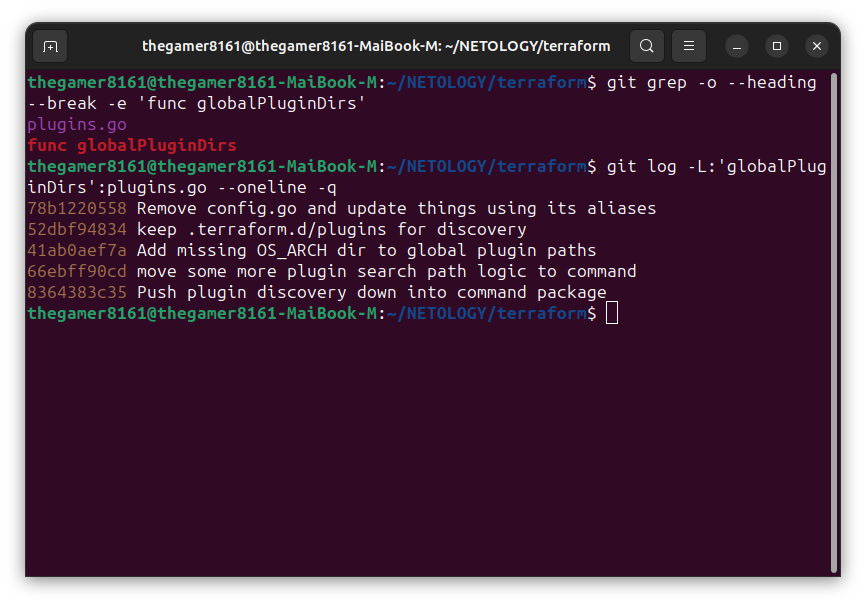 thegamer8161@thegamer8161-MaiBook-M: ~/NETOLOGY/terraform
thegamer8161@thegamer8161-MaiBook-M:~/NETOLOGY/terraform$ git grep -o --heading
--break -e 'func globalPluginDirs'
plugins.go
func globalPluginDirs
thegamer8161@thegamer8161-MaiBook-M:~/NETOLOGY/terraform$ git log -L:'globalPlug
inDirs':plugins.go --oneline -q
78b1220558 Remove config.go and update things using its aliases
52dbf94834 keep .terraform.d/plugins for discovery
41ab0aef7a Add missing OS_ARCH dir to global plugin paths
66ebff90cd move some more plugin search path logic to command
8364383c35 Push plugin discovery down into command package
thegamer8161@thegamer8161-MaiBook-M:~/NETOLOGY/terraform$